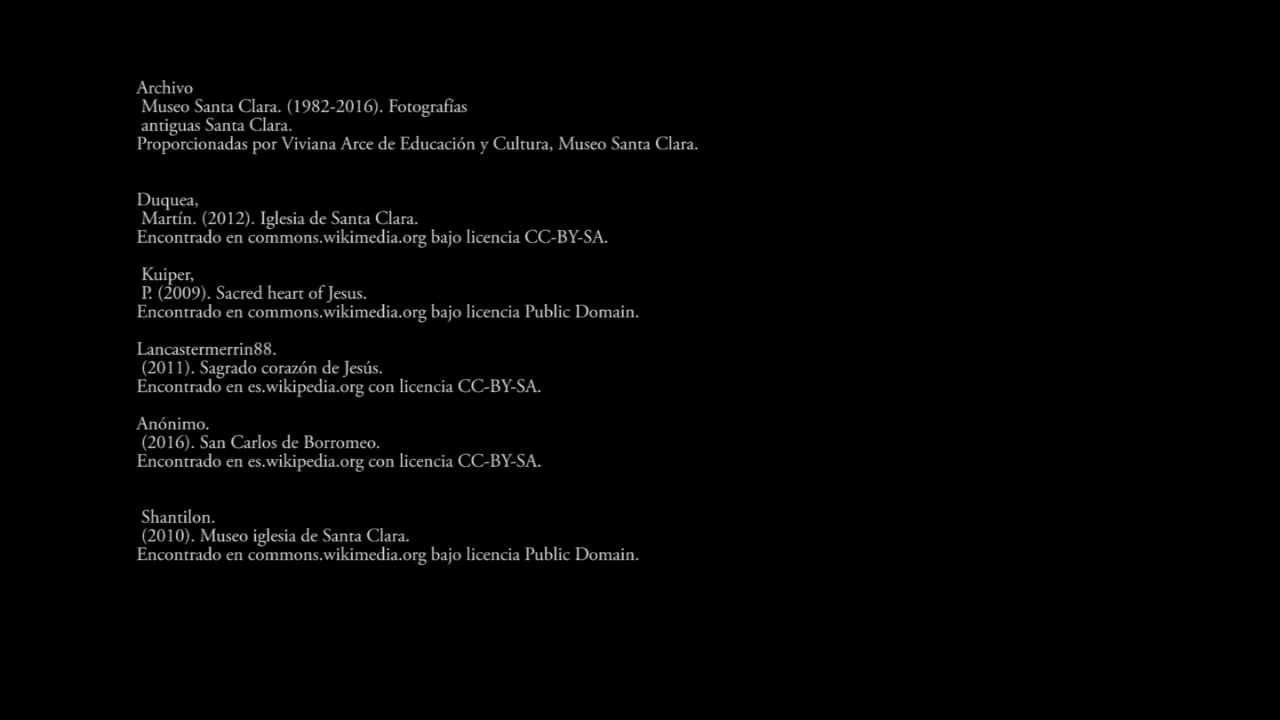 Archivo
Museo Santa Clara. (1982-2016). Fotografías
antiguas Santa Clara.
Proporcionadas por Viviana Arce de Educación y Cultura, Museo Santa Clara.
Duquea,
Martín. (2012). Iglesia de Santa Clara.
Encontrado en commons.wikimedia.org bajo licencia CC-BY-SA.
Kuiper,
P. (2009). Sacred heart of Jesus.
Encontrado en commons.wikimedia.org bajo licencia Public Domain.
Lancastermerrin88.
(2011). Sagrado corazón de Jesús.
Encontrado en es.wikipedia.org con licencia CC-BY-SA.
Anónimo.
(2016). San Carlos de Borromeo.
Encontrado en es.wikipedia.org con licencia CC-BY-SA.
Shantilon.
(2010). Museo iglesia de Santa Clara.
Encontrado en commons.wikimedia.org bajo licencia Public Domain.